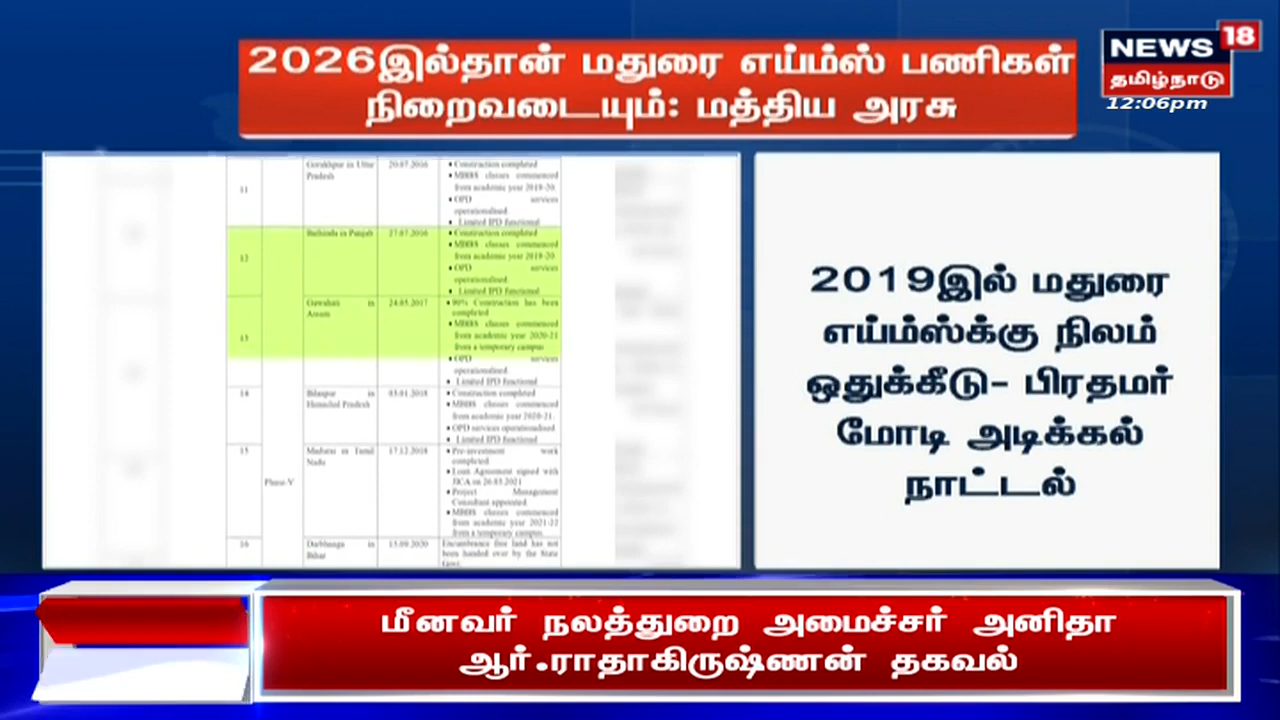 2026இல்தான் மதுரை எய்ம்ஸ் பணிகள்
நிறைவடையும்: மத்திய அரசு
NEWS 18
தமிழ்நாடு
12:06pm
11
Gorakhpur in Uttar
Pradesh
20.07.2016
• Construction completed
• MBBS classes commenced
from academic year 2019-20.
• OPD services
operationalised.
• Limited IPD functional
12
Bathinda in Punjab
27.07.2016
• Construction completed
• MBBS classes commenced
from academic year 2019-20.
• OPD services
operationalised.
• Limited IPD functional
13
Guwahati in
Assam
24.05.2017
• 90% Construction has been
completed
• MBBS classes commenced
from academic year 2020-21
from a temporary campus
• OPD services
operationalised.
• Limited IPD functional
14
Bilaspur in
Himachal Pradesh
03.01.2018
• Construction completed
• MBBS classes commenced
from academic year 2020-21.
• OPD services operationalised
• Limited IPD functional
15
Phase-V
Madurai in Tamil
Nadu
17.12.2018
• Pre-investment work
completed.
• Loan Agreement signed with
JICA on 26.03.2021
• Project Management
Consultant appointed.
• MBBS classes commenced
from academic year 2021-22
from a temporary campus.
16
Darbhanga in
Bihar
15.09.2020
Encumbrance free land has not
been handed over by the State
Govt.
2019இல் மதுரை
எய்ம்ஸ்க்கு நிலம்
ஒதுக்கீடு- பிரதமர்
மோடி அடிக்கல்
நாட்டல்
மீனவர் நலத்துறை அமைச்சர் அனிதா
ஆர்.ராதாகிருஷ்ணன் தகவல்